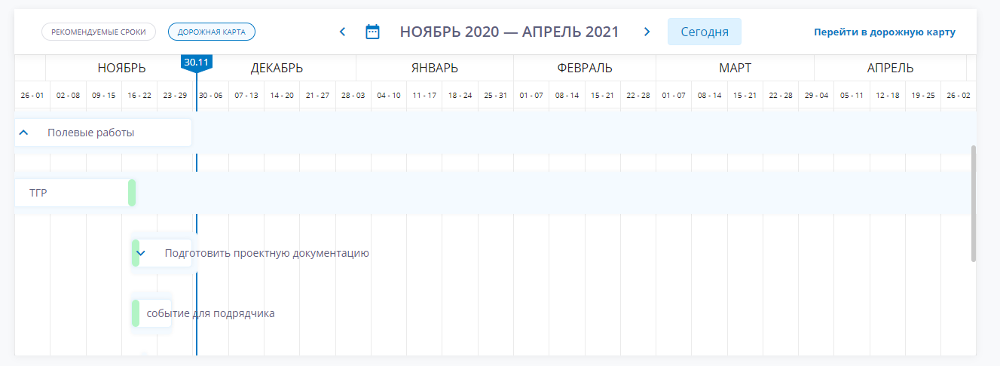 РЕКОМЕНДУЕМЫЕ СРОКИ ДОРОЖНАЯ КАРТА НОЯБРЬ 2020 — АПРЕЛЬ 2021 Сегодня Перейти в дорожную карту
НОЯБРЬ 30.11 ДЕКАБРЬ ЯНВАРЬ ФЕВРАЛЬ МАРТ АПРЕЛЬ
26 - 01 02 - 08 09 - 15 16 - 22 23 - 29 30 - 06 07 - 13 14 - 20 21 - 27 28 - 03 04 - 10 11 - 17 18 - 24 25 - 31 01 - 07 08 - 14 15 - 21 22 - 28 01 - 07 08 - 14 15 - 21 22 - 28 29 - 04 05 - 11 12 - 18 19 - 25 26 - 02
Полевые работы
ТГР
Подготовить проектную документацию
событие для подрядчика